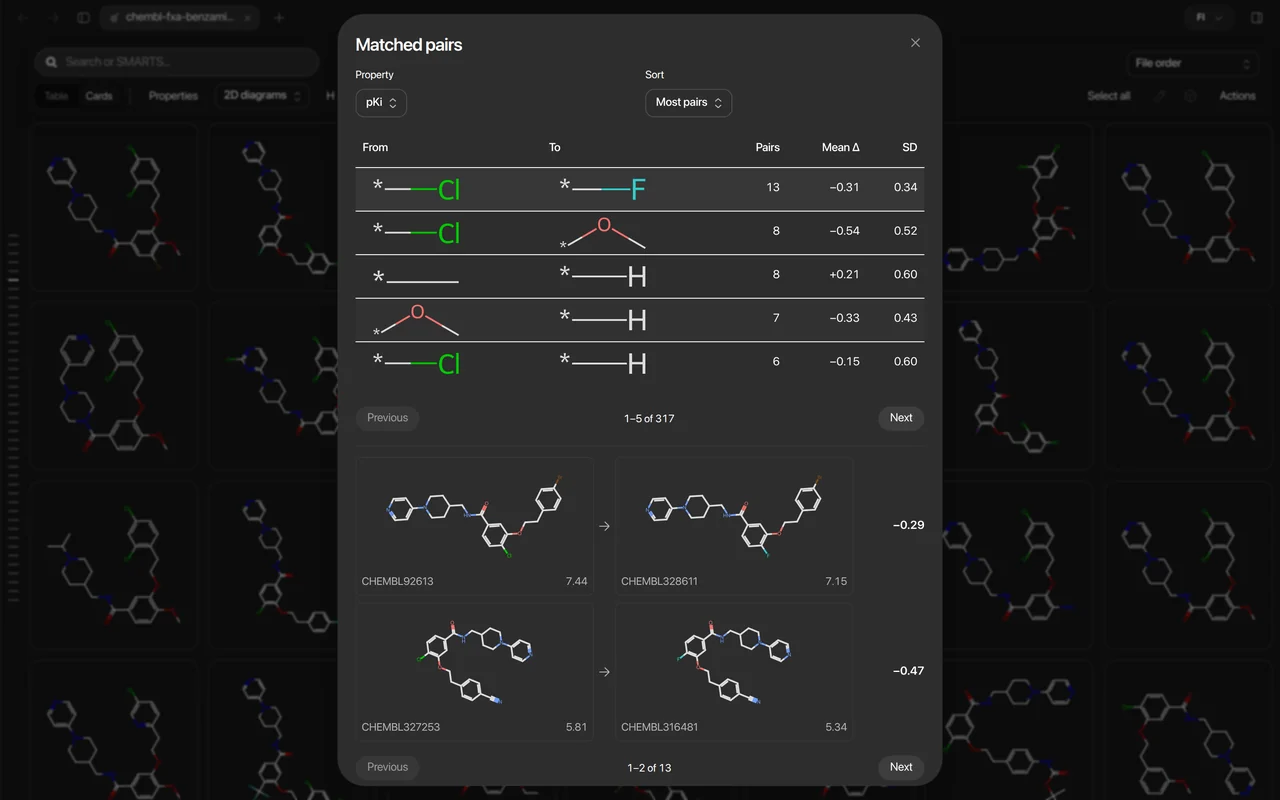 chembl-fxa-benzami...
Fi
Search or SMARTS...
File order
Table Cards Properties 2D diagrams H
Select all Actions
Matched pairs
Property Sort
pKi Most pairs
From To Pairs Mean Δ SD
*—Cl *—F 13 −0.31 0.34
*—Cl * O 8 −0.54 0.52
* *—H 8 +0.21 0.60
* O *—H 7 −0.33 0.43
*—Cl *—H 6 −0.15 0.60
Previous 1–5 of 317 Next
→ −0.29
CHEMBL92613 7.44 CHEMBL328611 7.15
→ −0.47
CHEMBL327253 5.81 CHEMBL316481 5.34
Previous 1–2 of 13 Next